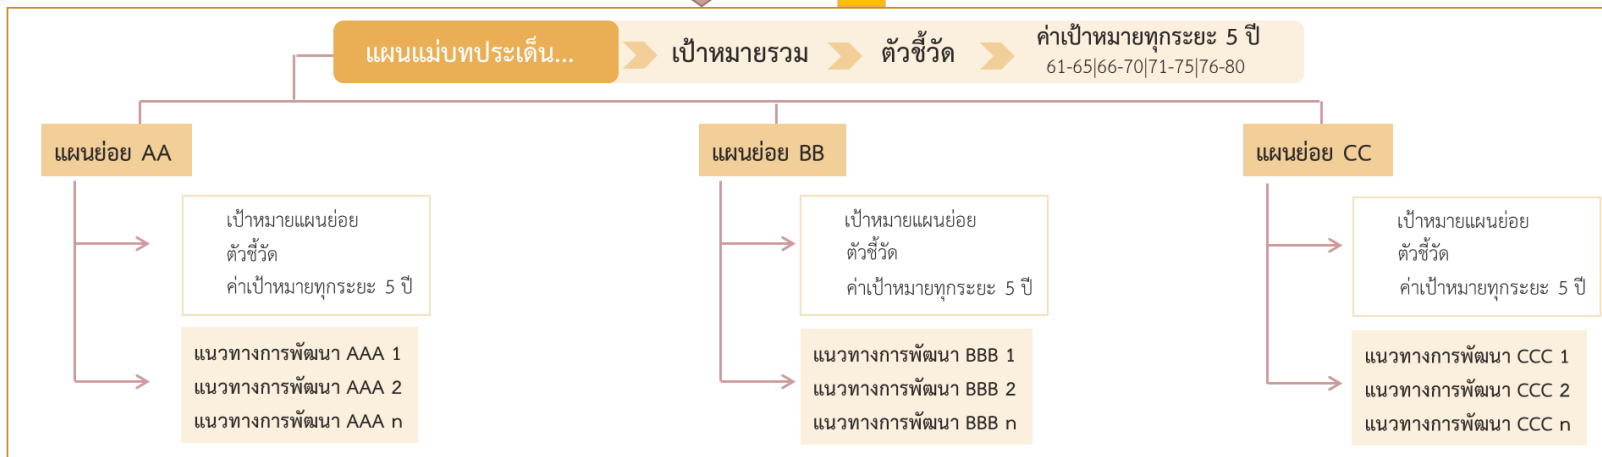 แผนแม่บทประเด็น... เป้าหมายรวม ตัวชี้วัด ค่าเป้าหมายทุกระยะ 5 ปี
61-65|66-70|71-75|76-80
แผนย่อย AA
แผนย่อย BB
แผนย่อย CC
เป้าหมายแผนย่อย
ตัวชี้วัด
ค่าเป้าหมายทุกระยะ 5 ปี
เป้าหมายแผนย่อย
ตัวชี้วัด
ค่าเป้าหมายทุกระยะ 5 ปี
เป้าหมายแผนย่อย
ตัวชี้วัด
ค่าเป้าหมายทุกระยะ 5 ปี
แนวทางการพัฒนา AAA 1
แนวทางการพัฒนา AAA 2
แนวทางการพัฒนา AAA n
แนวทางการพัฒนา BBB 1
แนวทางการพัฒนา BBB 2
แนวทางการพัฒนา BBB n
แนวทางการพัฒนา CCC 1
แนวทางการพัฒนา CCC 2
แนวทางการพัฒนา CCC n